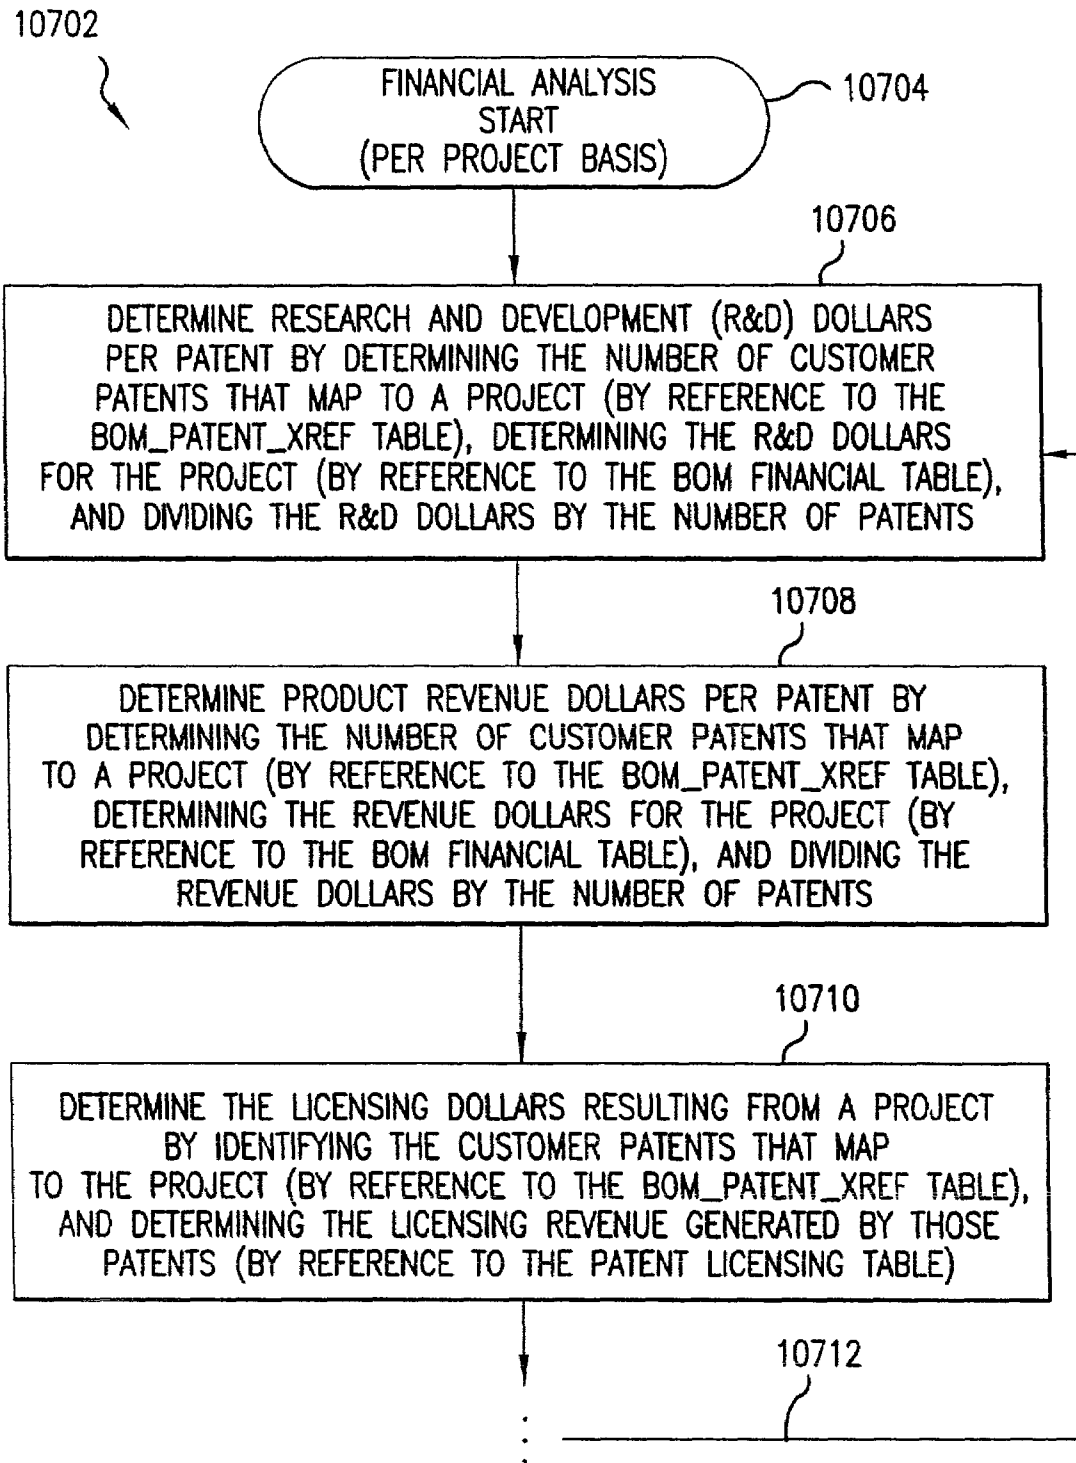 10702
FINANCIAL ANALYSIS
START
(PER PROJECT BASIS)
10704
10706
DETERMINE RESEARCH AND DEVELOPMENT (R&D) DOLLARS
PER PATENT BY DETERMINING THE NUMBER OF CUSTOMER
PATENTS THAT MAP TO A PROJECT (BY REFERENCE TO THE
BOM_PATENT_XREF TABLE), DETERMINING THE R&D DOLLARS
FOR THE PROJECT (BY REFERENCE TO THE BOM FINANCIAL TABLE),
AND DIVIDING THE R&D DOLLARS BY THE NUMBER OF PATENTS
10708
DETERMINE PRODUCT REVENUE DOLLARS PER PATENT BY
DETERMINING THE NUMBER OF CUSTOMER PATENTS THAT MAP
TO A PROJECT (BY REFERENCE TO THE BOM_PATENT_XREF TABLE),
DETERMINING THE REVENUE DOLLARS FOR THE PROJECT (BY
REFERENCE TO THE BOM FINANCIAL TABLE), AND DIVIDING THE
REVENUE DOLLARS BY THE NUMBER OF PATENTS
10710
DETERMINE THE LICENSING DOLLARS RESULTING FROM A PROJECT
BY IDENTIFYING THE CUSTOMER PATENTS THAT MAP
TO THE PROJECT (BY REFERENCE TO THE BOM_PATENT_XREF TABLE),
AND DETERMINING THE LICENSING REVENUE GENERATED BY THOSE
PATENTS (BY REFERENCE TO THE PATENT LICENSING TABLE)
10712